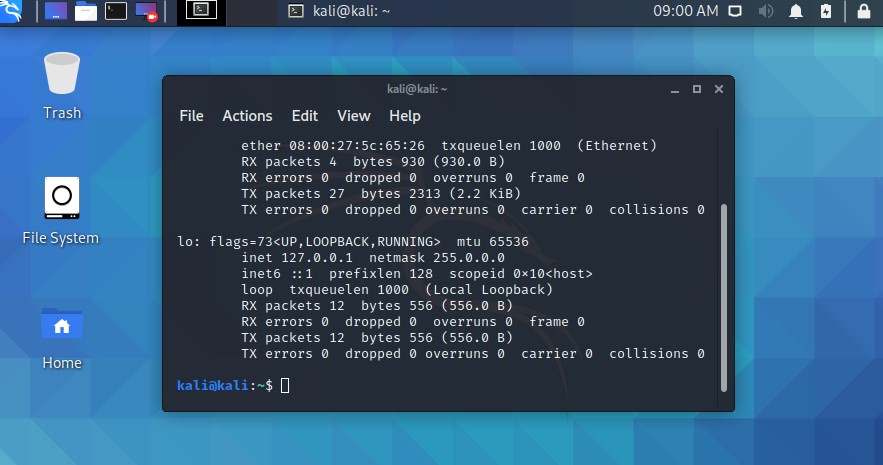 kali@kali: ~
09:00 AM
Trash
File System
Home
kali@kali: ~
File Actions Edit View Help
ether 08:00:27:5c:65:26 txqueuelen 1000 (Ethernet)
RX packets 4 bytes 930 (930.0 B)
RX errors 0 dropped 0 overruns 0 frame 0
TX packets 27 bytes 2313 (2.2 KiB)
TX errors 0 dropped 0 overruns 0 carrier 0 collisions 0
lo: flags=73<UP,LOOPBACK,RUNNING> mtu 65536
inet 127.0.0.1 netmask 255.0.0.0
inet6 ::1 prefixlen 128 scopeid 0×10<host>
loop txqueuelen 1000 (Local Loopback)
RX packets 12 bytes 556 (556.0 B)
RX errors 0 dropped 0 overruns 0 frame 0
TX packets 12 bytes 556 (556.0 B)
TX errors 0 dropped 0 overruns 0 carrier 0 collisions 0
kali@kali:~$